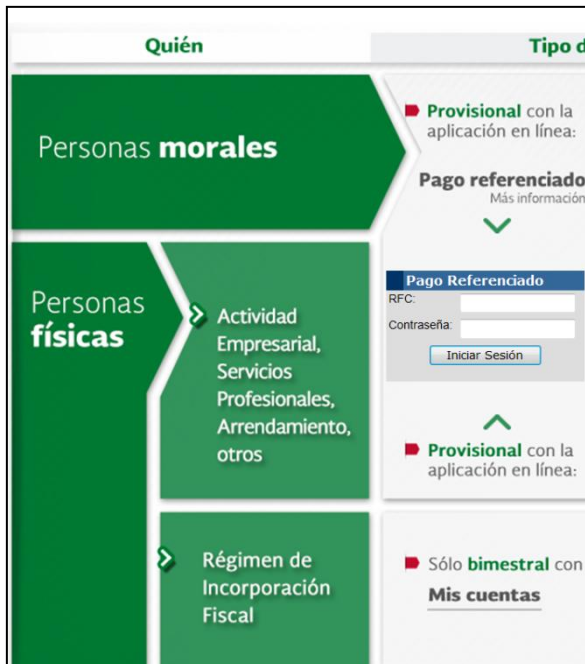 Quién
Tipo d
Personas morales
Provisional con la
aplicación en línea:
Pago referenciado
Más información
Pago Referenciado
RFC:
Contraseña:
Iniciar Sesión
Personas
físicas
Actividad
Empresarial,
Servicios
Profesionales,
Arrendamiento,
otros
Provisional con la
aplicación en línea:
Régimen de
Incorporación
Fiscal
Sólo bimestral con
Mis cuentas